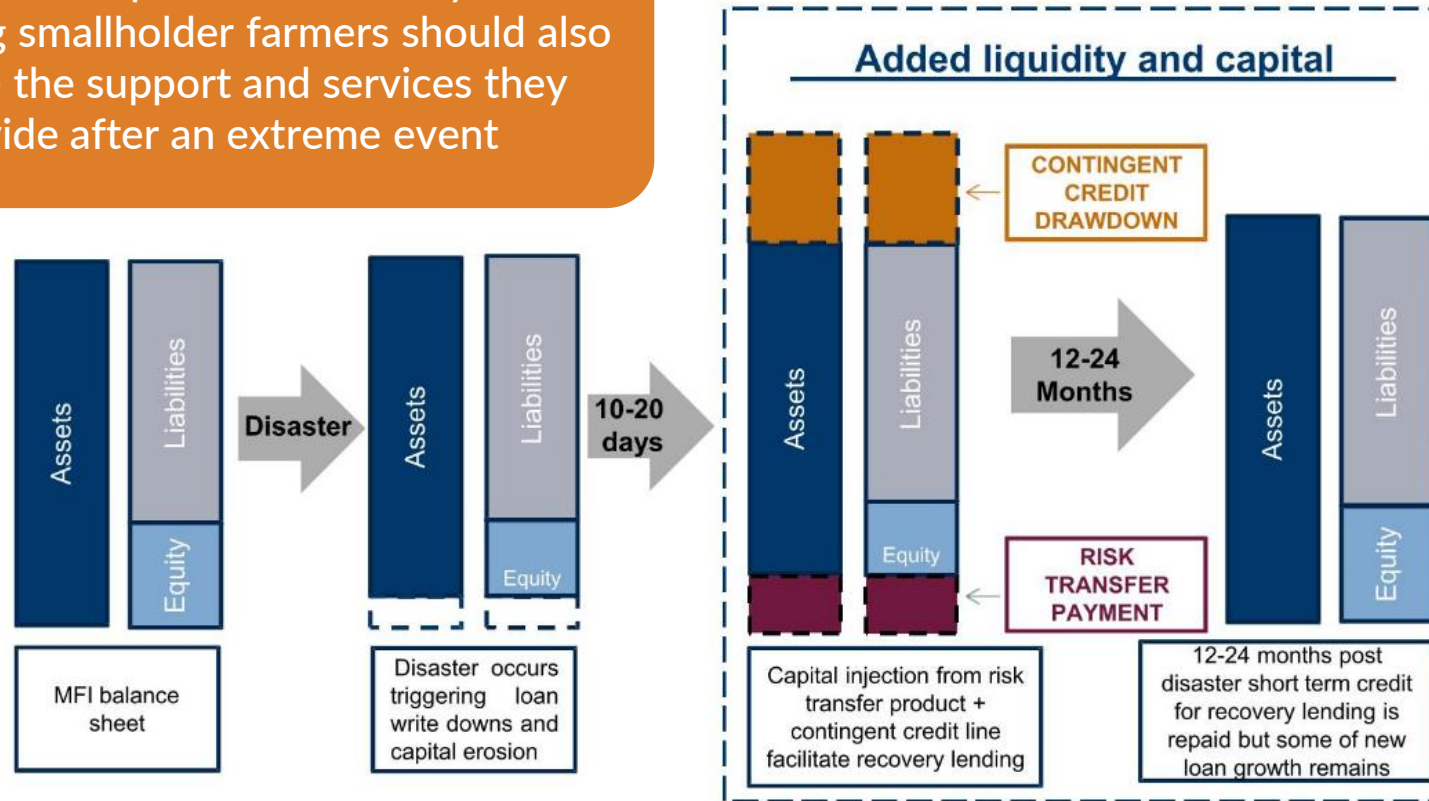 smallholder farmers should also
the support and services they
after an extreme event
Added liquidity and capital
CONTINGENT
CREDIT
DRAWDOWN
Assets
Liabilities
Equity
Disaster
Assets
Liabilities
Equity
10-20
days
Assets
Liabilities
Equity
12-24
Months
RISK
TRANSFER
PAYMENT
Assets
Liabilities
Equity
MFI balance
sheet
Disaster occurs
triggering loan
write downs and
capital erosion
Capital injection from risk
transfer product +
contingent credit line
facilitate recovery lending
12-24 months post
disaster short term credit
for recovery lending is
repaid but some of new
loan growth remains